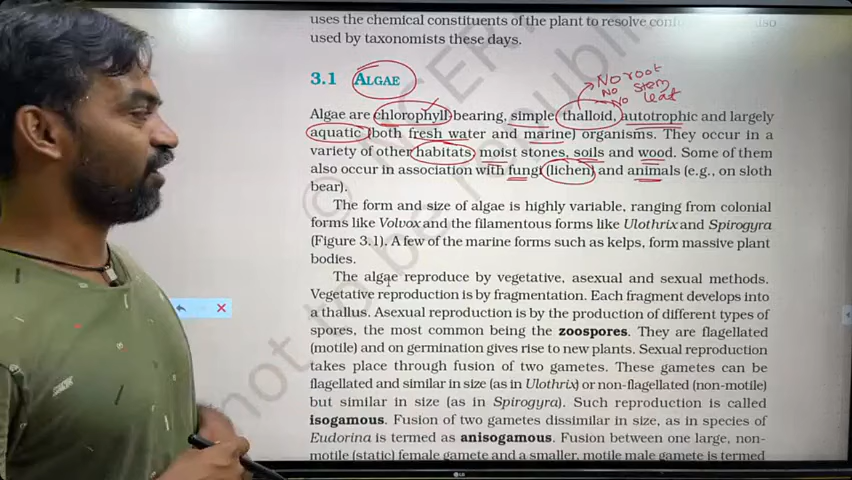 uses the chemical constituents of the plant to resolve
used by taxonomists these days.
3.1 ALGAE
No root
No stem
No leaf
Algae are chlorophyll bearing, simple, thalloid, autotrophic and largely
aquatic (both fresh water and marine) organisms. They occur in a
variety of other habitats: moist stones, soils and wood. Some of them
also occur in association with fungi (lichen) and animals (e.g., on sloth
bear).
The form and size of algae is highly variable, ranging from colonial
forms like Volvox and the filamentous forms like Ulothrix and Spirogyra
(Figure 3.1). A few of the marine forms such as kelps, form massive plant
bodies.
The algae reproduce by vegetative, asexual and sexual methods.
Vegetative reproduction is by fragmentation. Each fragment develops into
a thallus. Asexual reproduction is by the production of different types of
spores, the most common being the zoospores. They are flagellated
(motile) and on germination gives rise to new plants. Sexual reproduction
takes place through fusion of two gametes. These gametes can be
flagellated and similar in size (as in Ulothrix) or non-flagellated (non-motile)
but similar in size (as in Spirogyra). Such reproduction is called
isogamous. Fusion of two gametes dissimilar in size, as in species of
Eudorina is termed as anisogamous. Fusion between one large, non-
motile (static) female gamete and a smaller, motile male gamete is termed